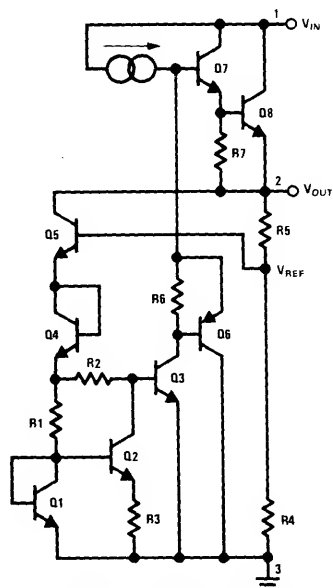 1
V_IN
Q7
Q8
R7
2
V_OUT
Q5
R5
V_REF
R6
Q4
Q6
R2
Q3
R1
Q2
Q1
R3
R4
3